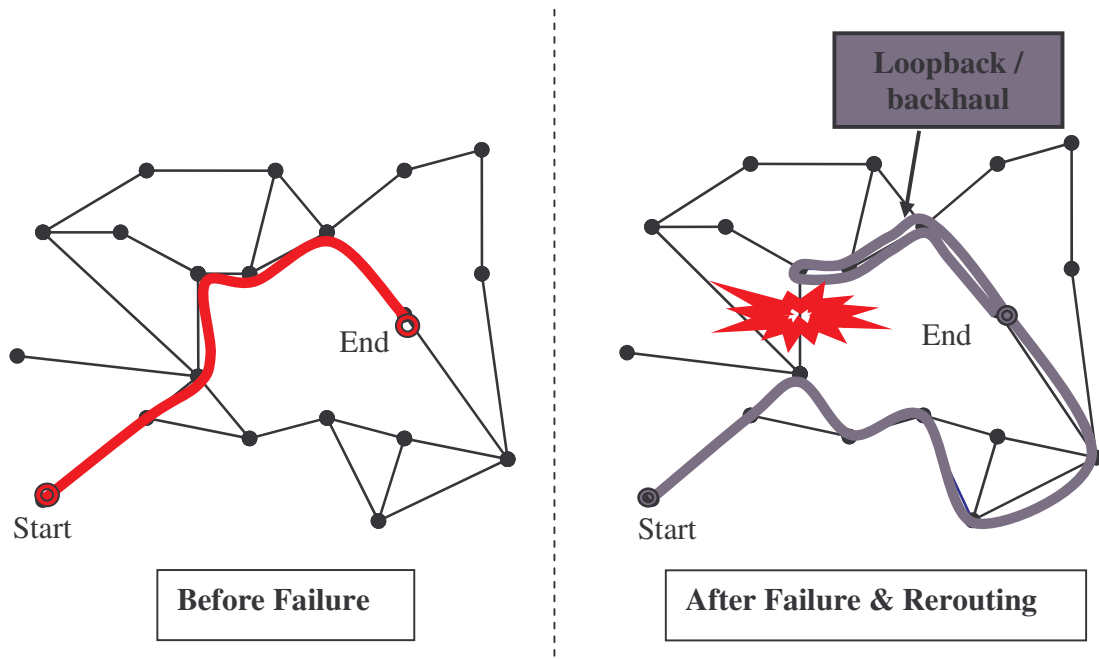 End
Start
Before Failure
Loopback /
backhaul
End
Start
After Failure & Rerouting